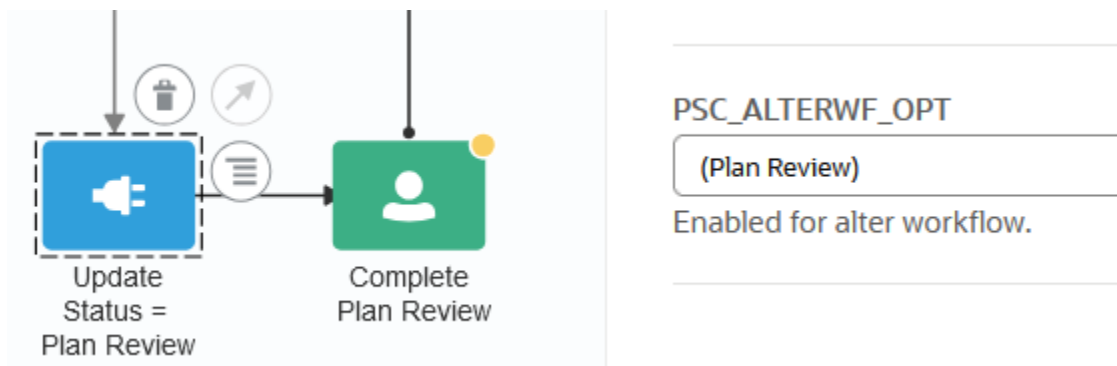 Update
Status =
Plan Review
Complete
Plan Review
PSC_ALTERWF_OPT
(Plan Review)
Enabled for alter workflow.